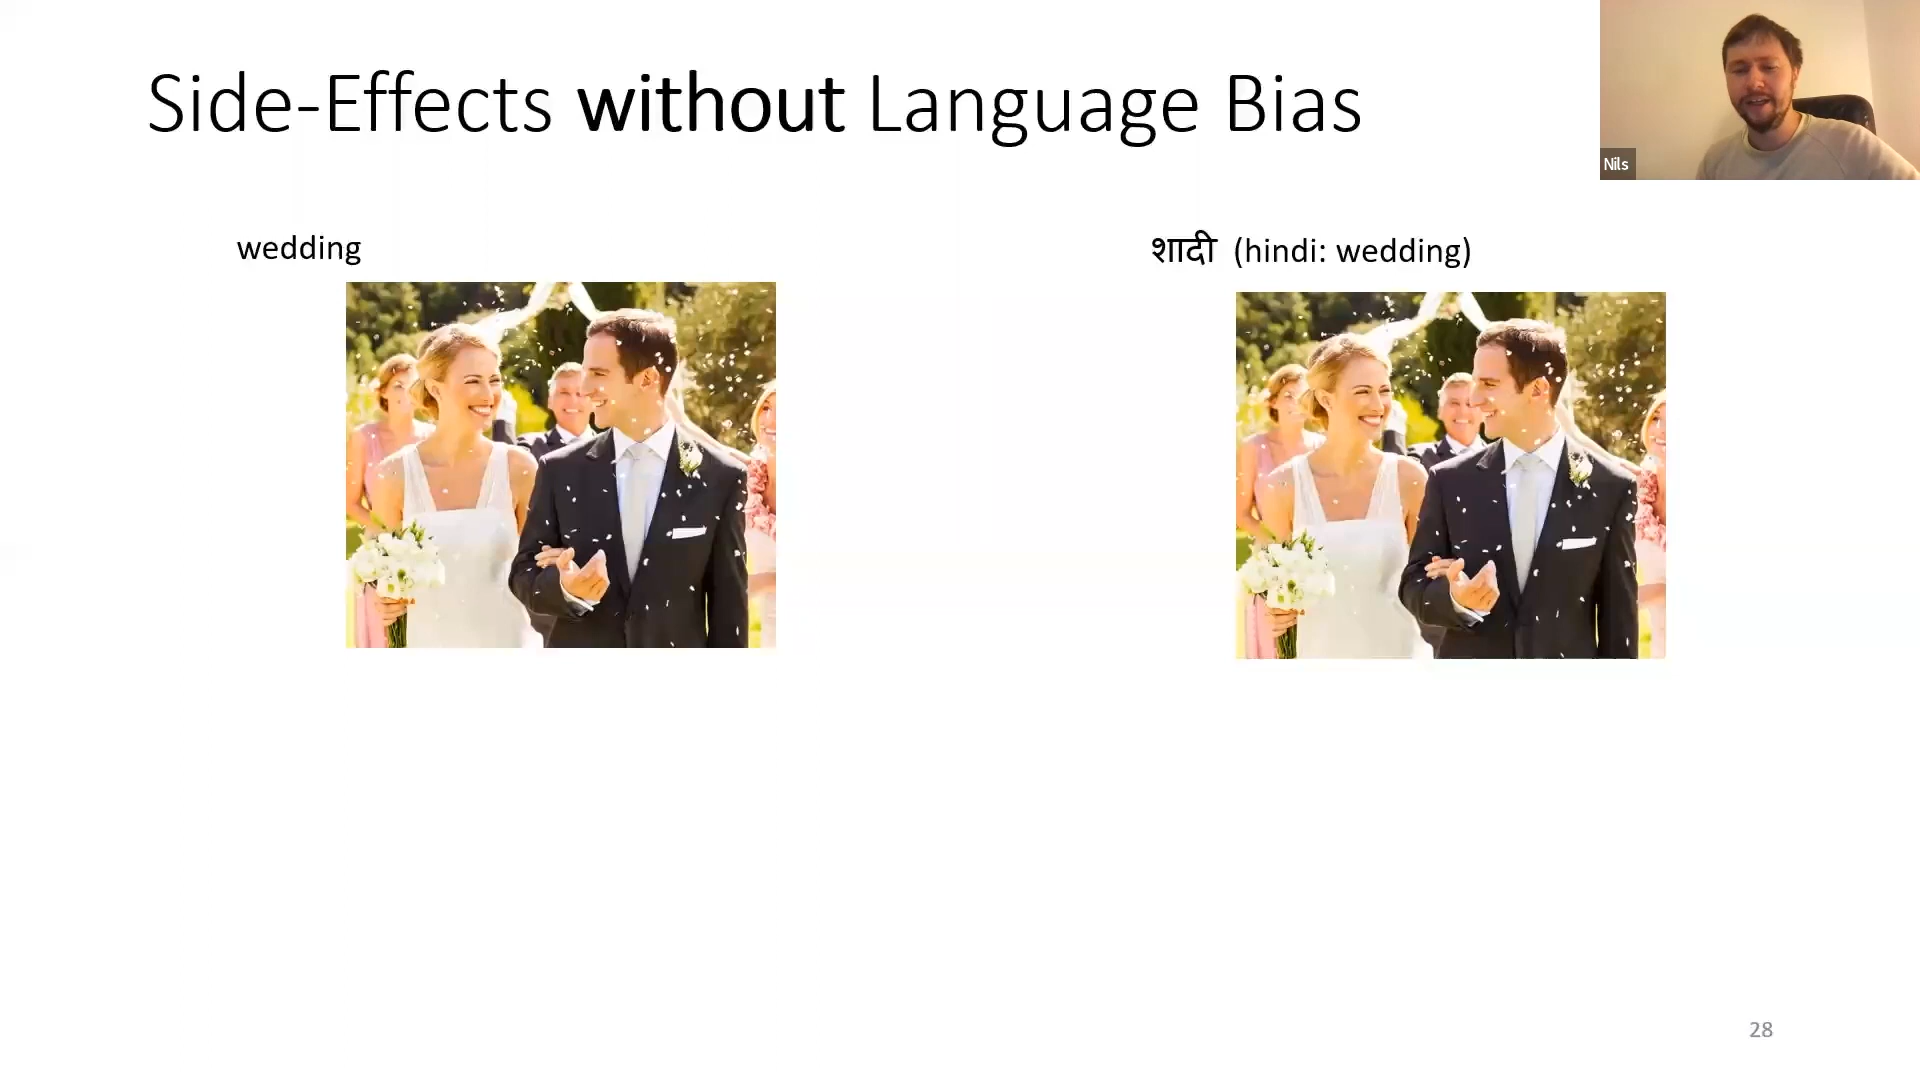 Side-Effects without Language Bias
Nils
wedding
शादी (hindi: wedding)
28